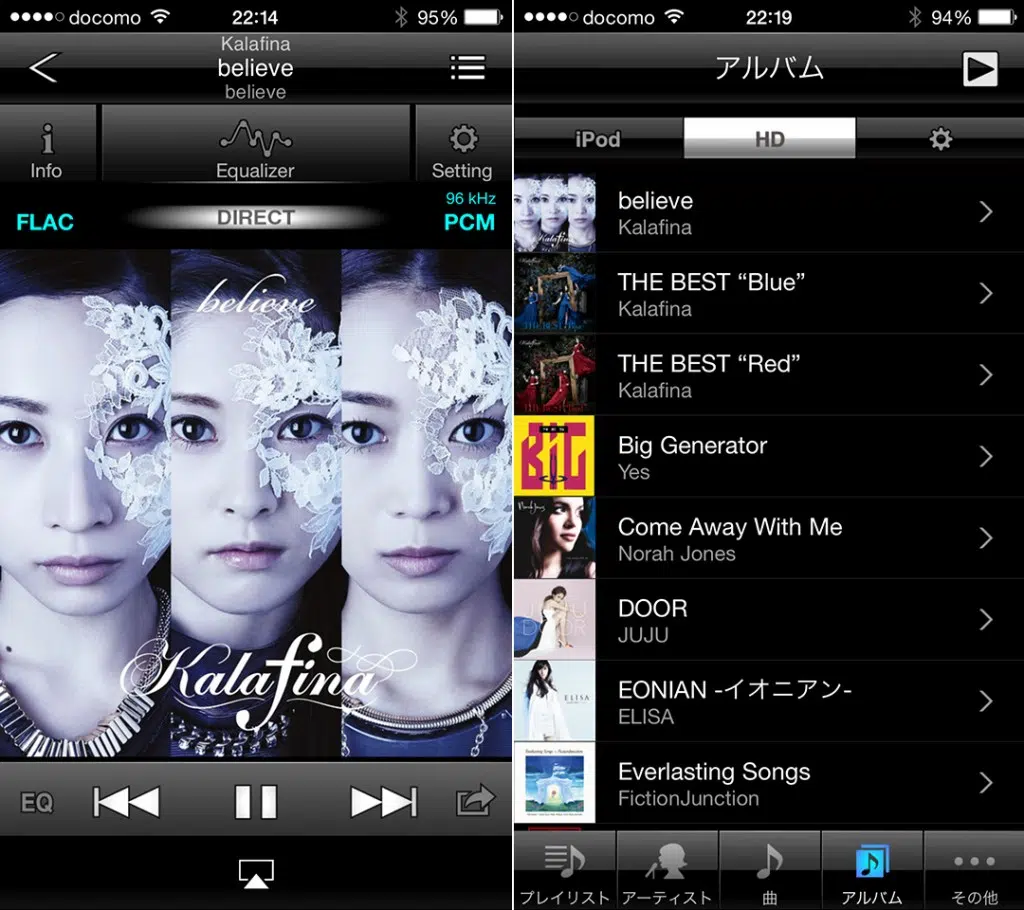 docomo 22:14 95%
Kalafina
believe
believe
Info
Equalizer
Setting
FLAC
DIRECT
96 kHz
PCM
believe
Kalafina
EQ
docomo 22:19 94%
アルバム
iPod
HD
believe
Kalafina
THE BEST “Blue”
Kalafina
THE BEST “Red”
Kalafina
BIG
Big Generator
Yes
Come Away With Me
Norah Jones
JUJU
DOOR
DOOR
JUJU
ELISA
EONIAN -イオニアン-
ELISA
Everlasting Songs
FictionJunction
プレイリスト
アーティスト
曲
アルバム
その他